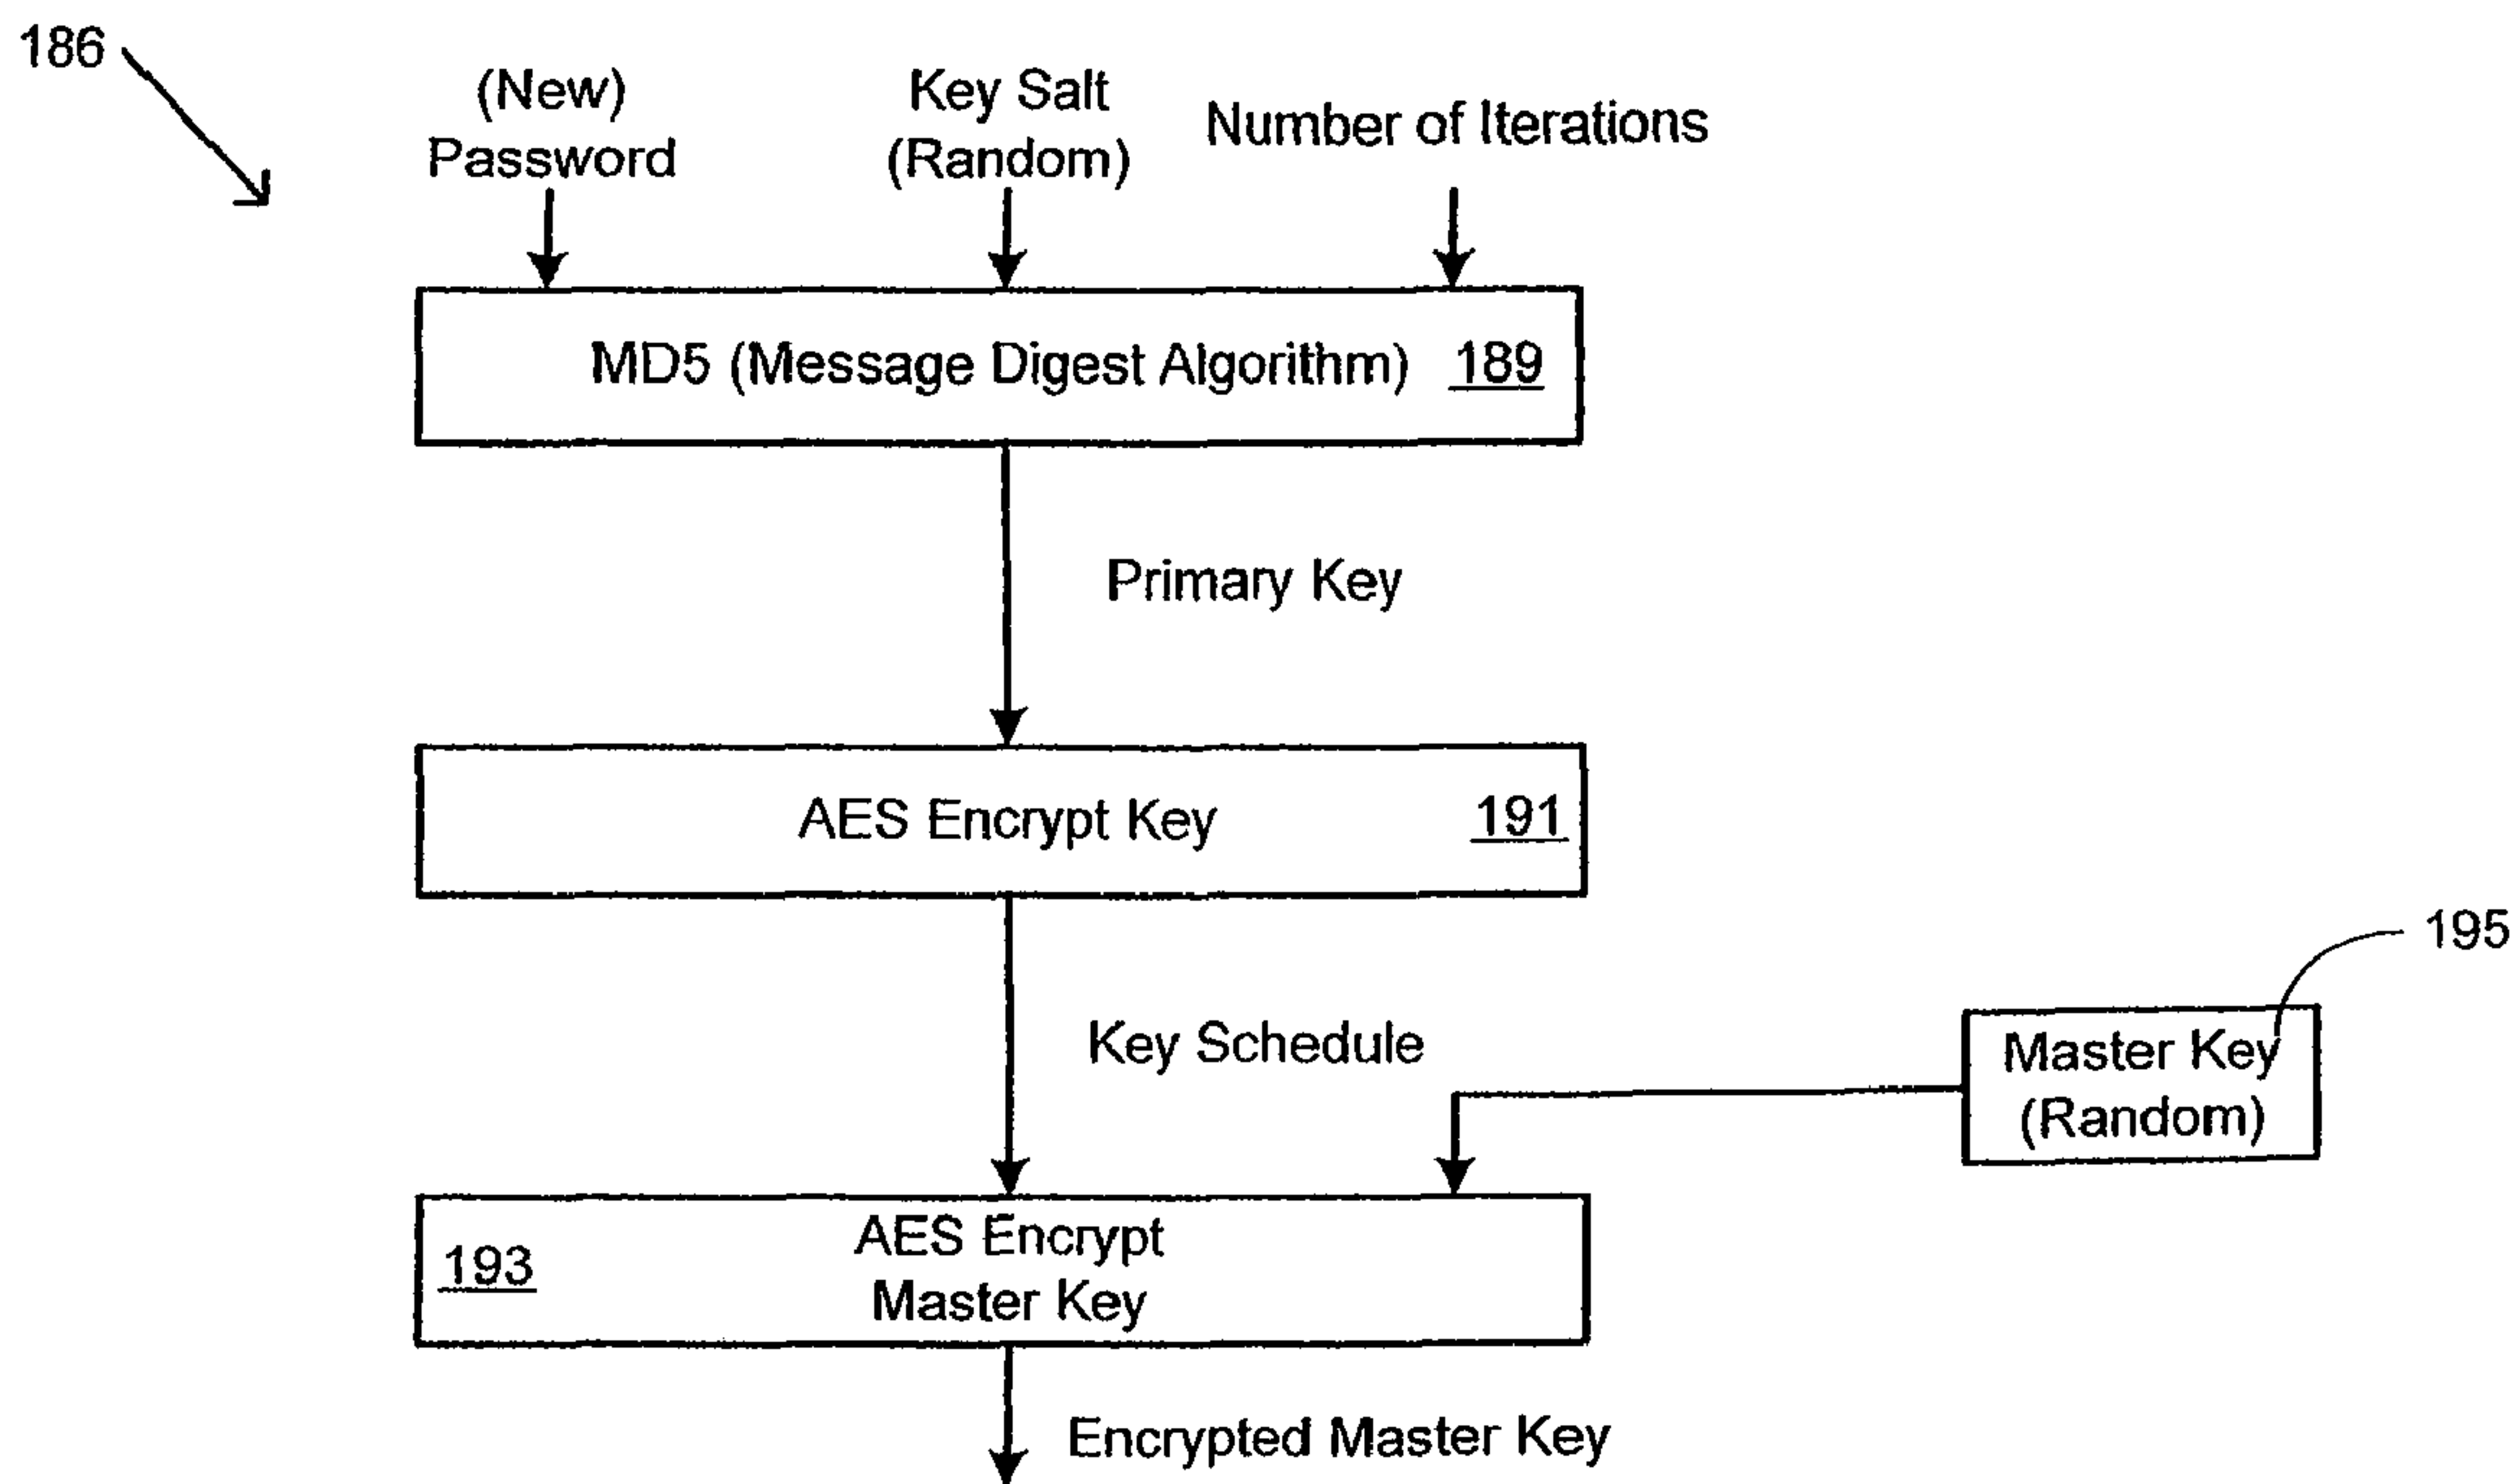 186
(New)
Password
Key Salt
(Random)
Number of Iterations
MD5 (Message Digest Algorithm) 189
Primary Key
AES Encrypt Key 191
195
Key Schedule
Master Key
(Random)
AES Encrypt
Master Key
193
Encrypted Master Key